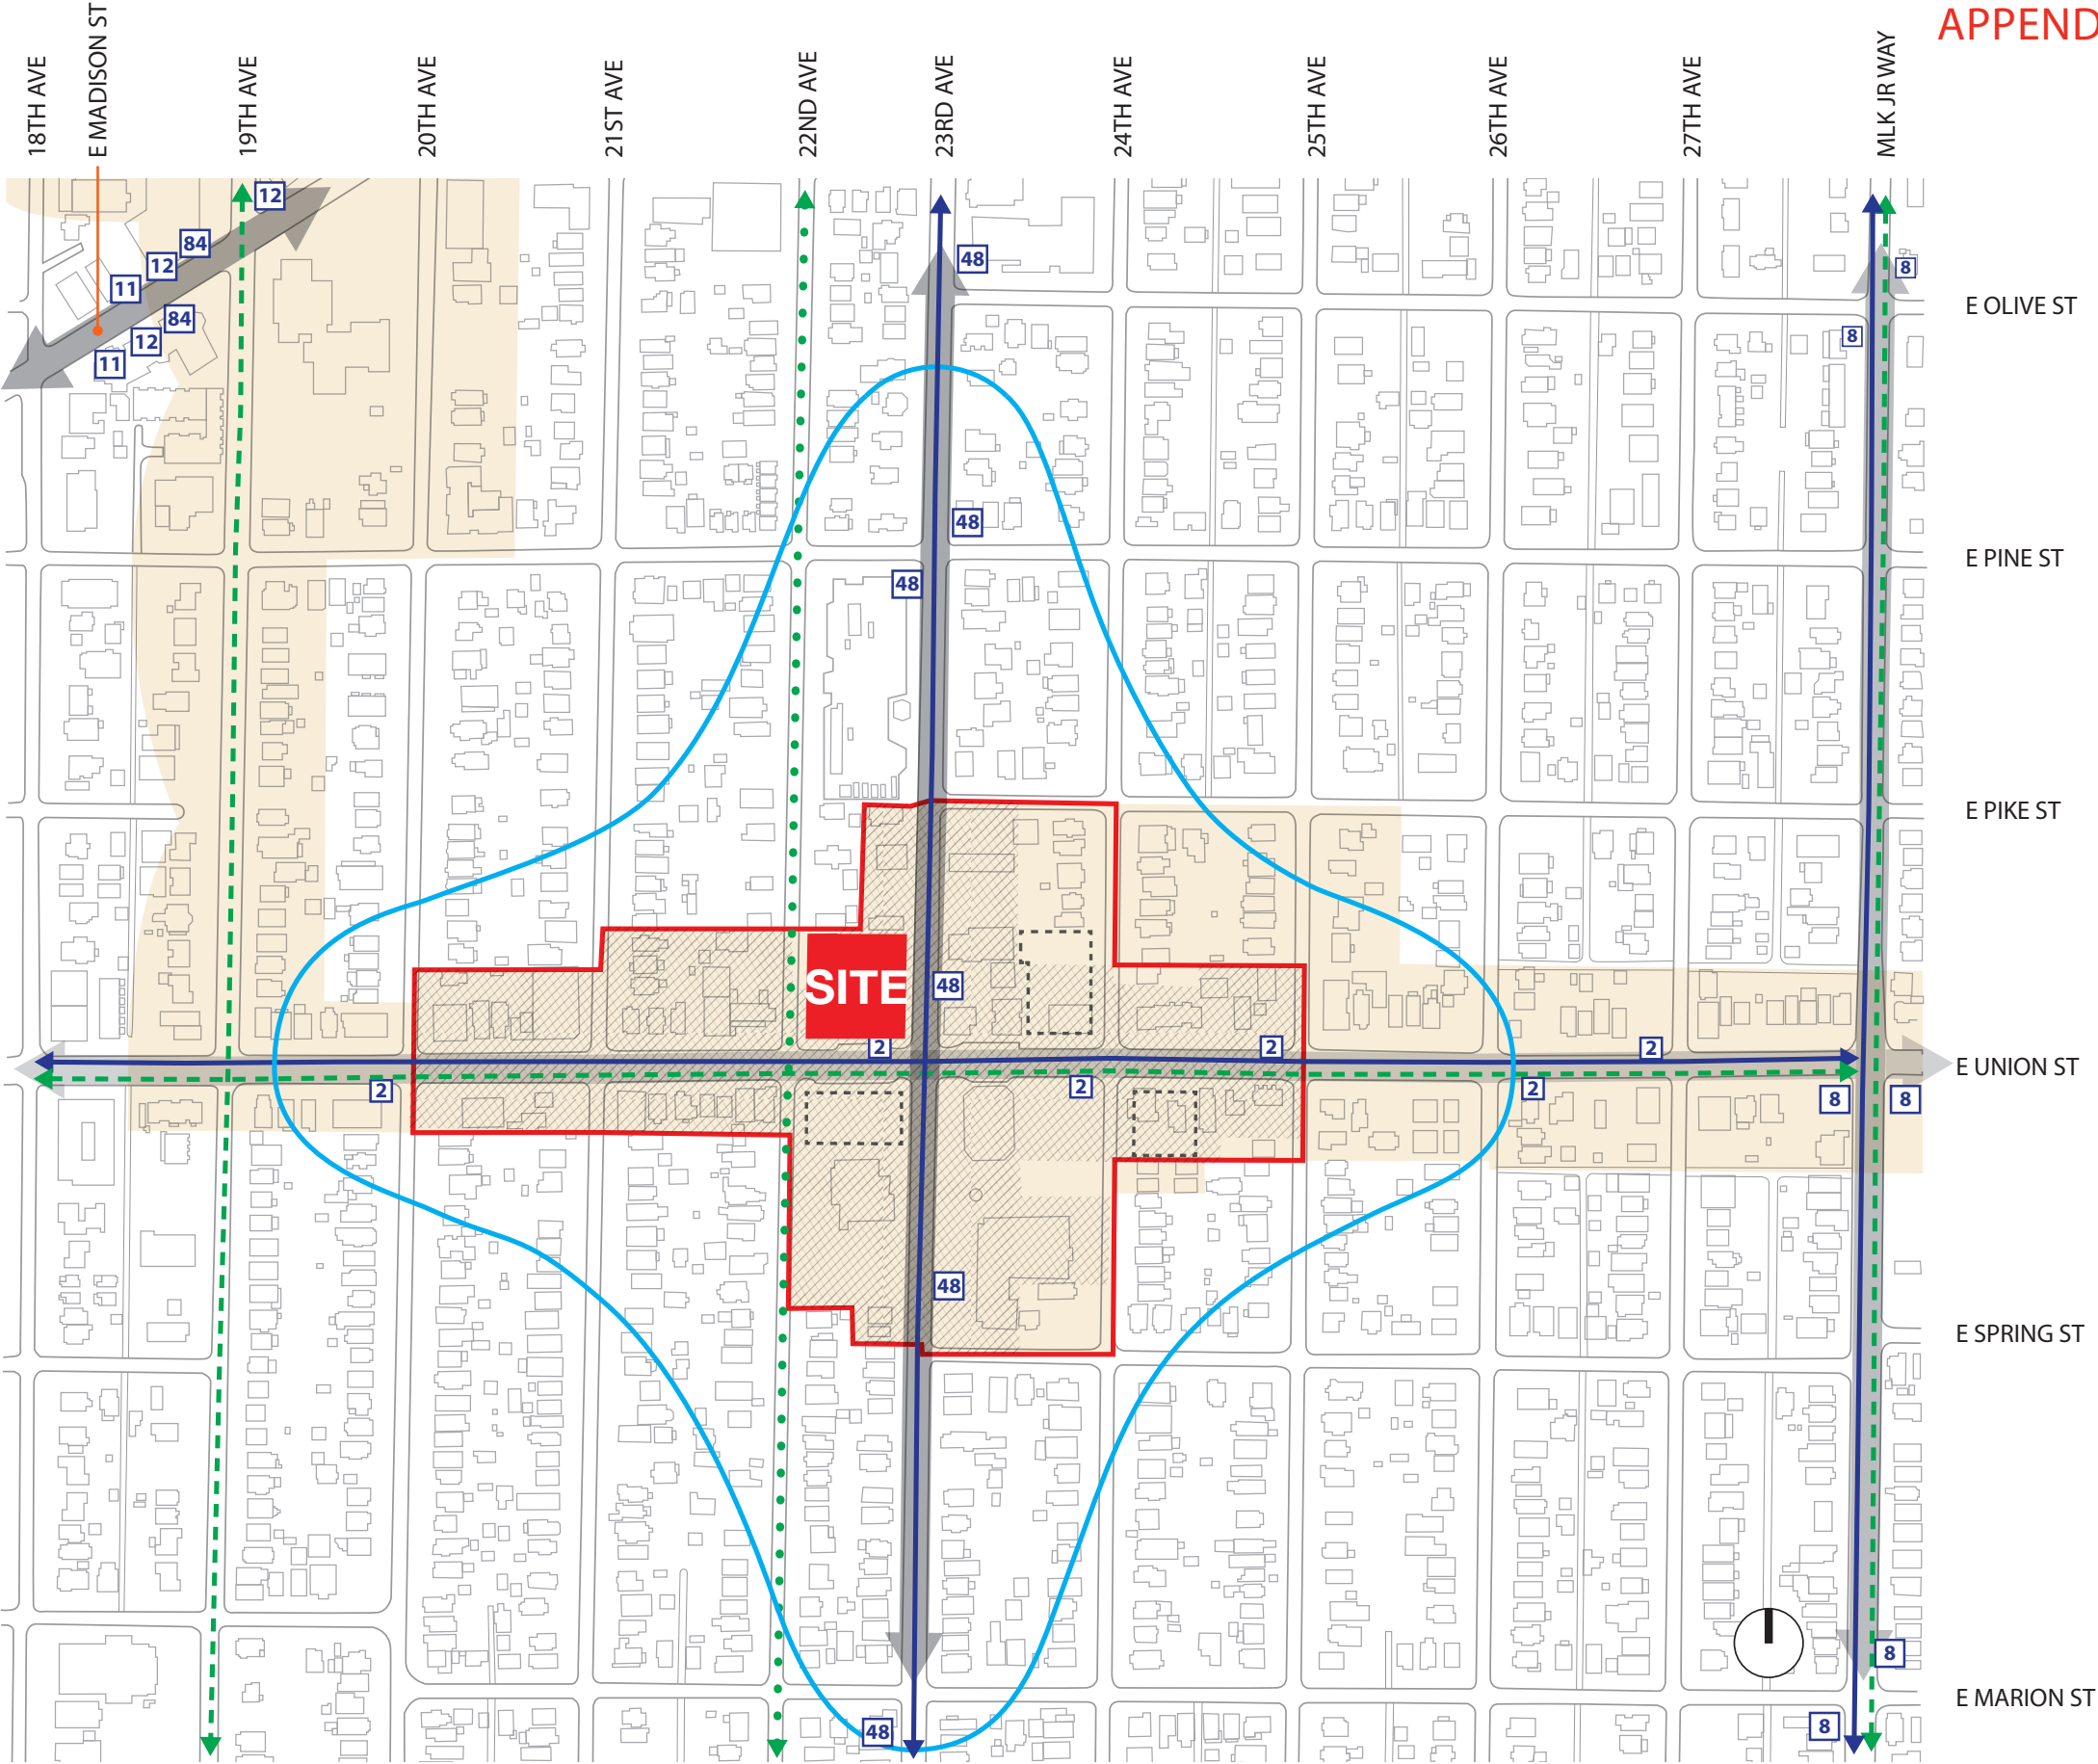 APPEND
18TH AVE
E MADISON ST
19TH AVE
20TH AVE
21ST AVE
22ND AVE
23RD AVE
24TH AVE
25TH AVE
26TH AVE
27TH AVE
MLK JR WAY
12
84
12
11
84
12
11
48
8
E OLIVE ST
8
48
E PINE ST
48
E PIKE ST
SITE
48
2
2
2
E UNION ST
2
2
2
8
8
48
E SPRING ST
8
E MARION ST
48
8